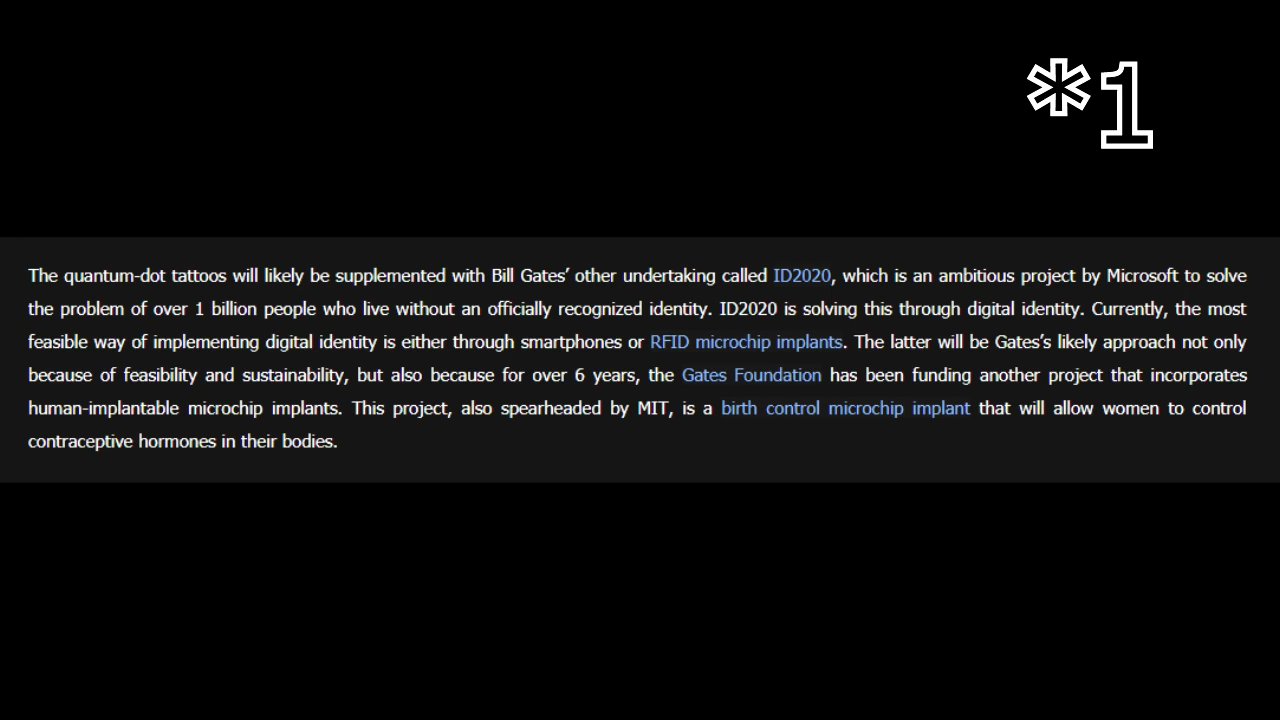 *1
The quantum-dot tattoos will likely be supplemented with Bill Gates’ other undertaking called ID2020, which is an ambitious project by Microsoft to solve
the problem of over 1 billion people who live without an officially recognized identity. ID2020 is solving this through digital identity. Currently, the most
feasible way of implementing digital identity is either through smartphones or RFID microchip implants. The latter will be Gates’s likely approach not only
because of feasibility and sustainability, but also because for over 6 years, the Gates Foundation has been funding another project that incorporates
human-implantable microchip implants. This project, also spearheaded by MIT, is a birth control microchip implant that will allow women to control
contraceptive hormones in their bodies.